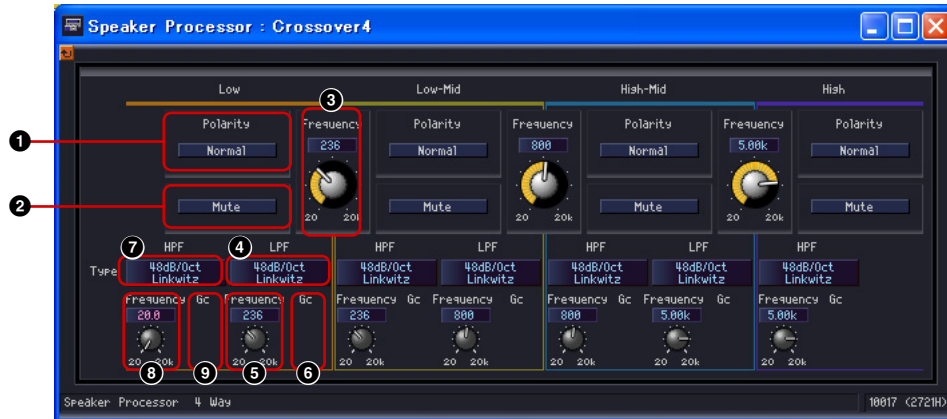 Speaker Processor : Crossover4
Low Low-Mid High-Mid High
3
1 Polarity Frequency Polarity Frequency Polarity Frequency Polarity
Normal 236 Normal 800 Normal 5.00k Normal
2 Mute Mute Mute Mute
20 20k 20 20k 20 20k
7 HPF 4 LPF HPF LPF HPF LPF HPF
Type 48dB/Oct 48dB/Oct 48dB/Oct 48dB/Oct 48dB/Oct 48dB/Oct 48dB/Oct
Linkwitz Linkwitz Linkwitz Linkwitz Linkwitz Linkwitz Linkwitz
Frequency Gc Frequency Gc Frequency Gc Frequency Gc Frequency Gc Frequency Gc Frequency Gc
20.0 236 236 800 800 5.00k 5.00k
20 20k 20 20k 20 20k 20 20k 20 20k 20 20k 20 20k
8 9 5 6
Speaker Processor 4 Way 10017 (2721H)